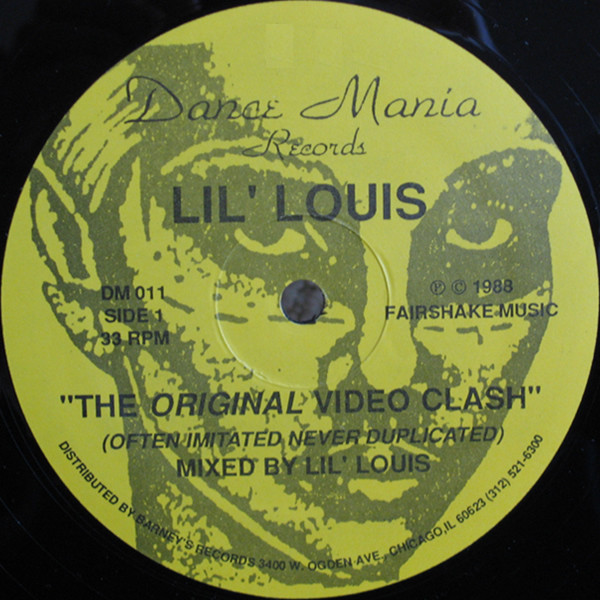 Dance Mania
Records
LIL' LOUIS
DM 011
SIDE 1
33 RPM
℗ © 1988
FAIRSHAKE MUSIC
"THE ORIGINAL VIDEO CLASH"
(OFTEN IMITATED NEVER DUPLICATED)
MIXED BY LIL' LOUIS
DISTRIBUTED BY BARNEY'S RECORDS 3400 W. OGDEN AVE., CHICAGO, IL 60623 (312) 521-6300